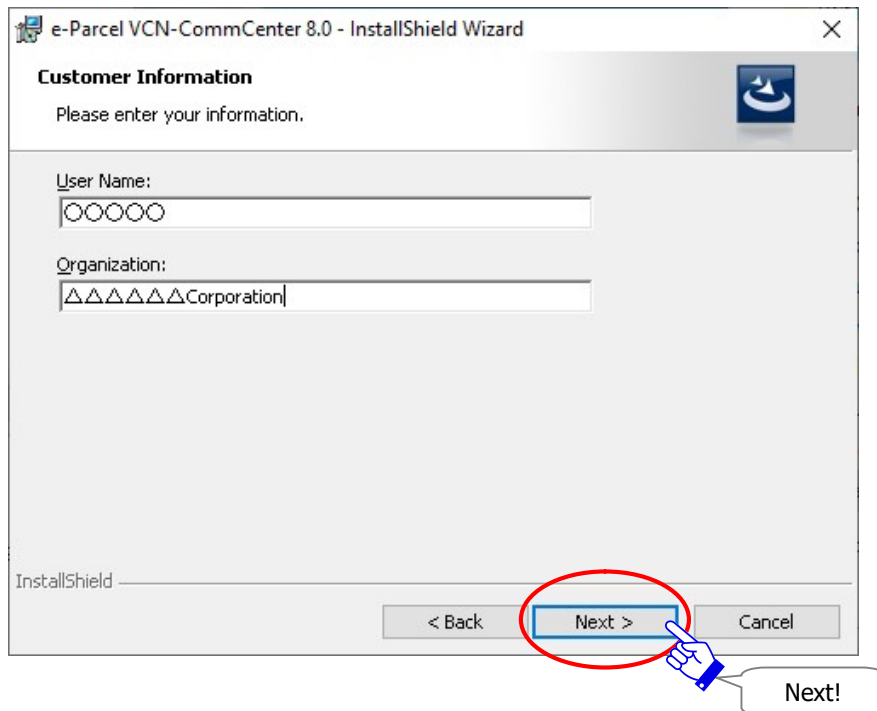 e-Parcel VCN-CommCenter 8.0 - InstallShield Wizard
Customer Information
Please enter your information.
User Name:
○○○○○
Organization:
△△△△△△Corporation
InstallShield
< Back
Next >
Cancel
Next!